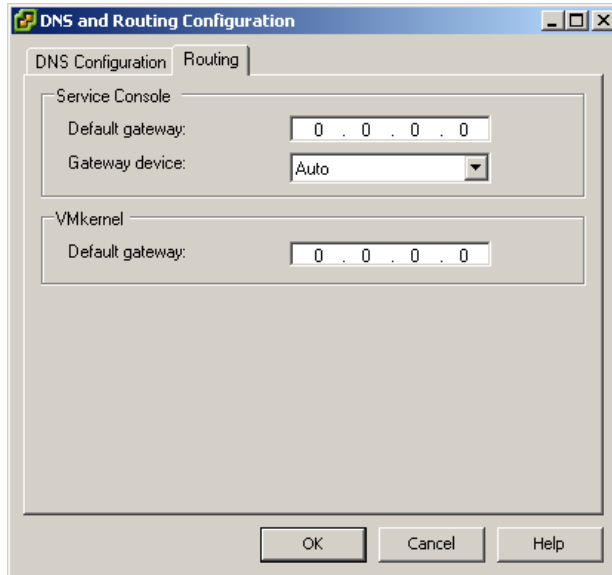 DNS and Routing Configuration
DNS Configuration Routing
Service Console
Default gateway: 0 . 0 . 0 . 0
Gateway device: Auto
VMkernel
Default gateway: 0 . 0 . 0 . 0
OK Cancel Help